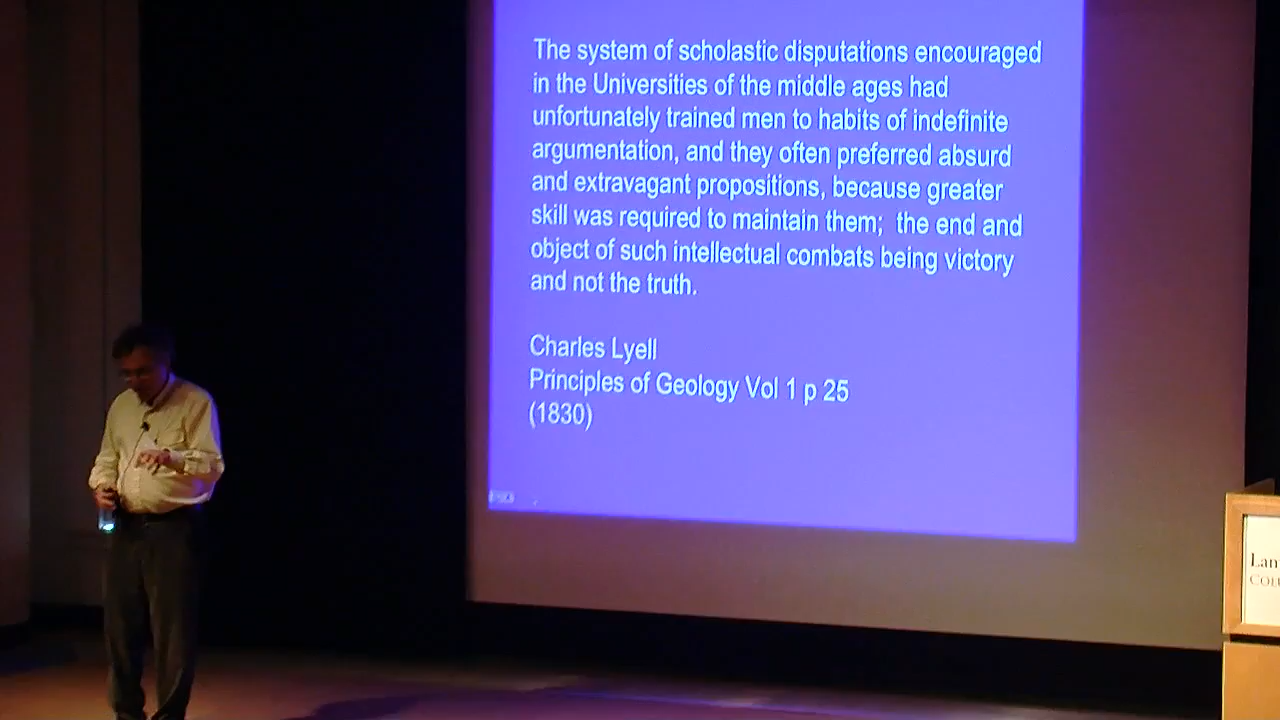 The system of scholastic disputations encouraged
in the Universities of the middle ages had
unfortunately trained men to habits of indefinite
argumentation, and they often preferred absurd
and extravagant propositions, because greater
skill was required to maintain them;  the end and
object of such intellectual combats being victory
and not the truth.
Charles Lyell
Principles of Geology Vol 1 p 25
(1830)